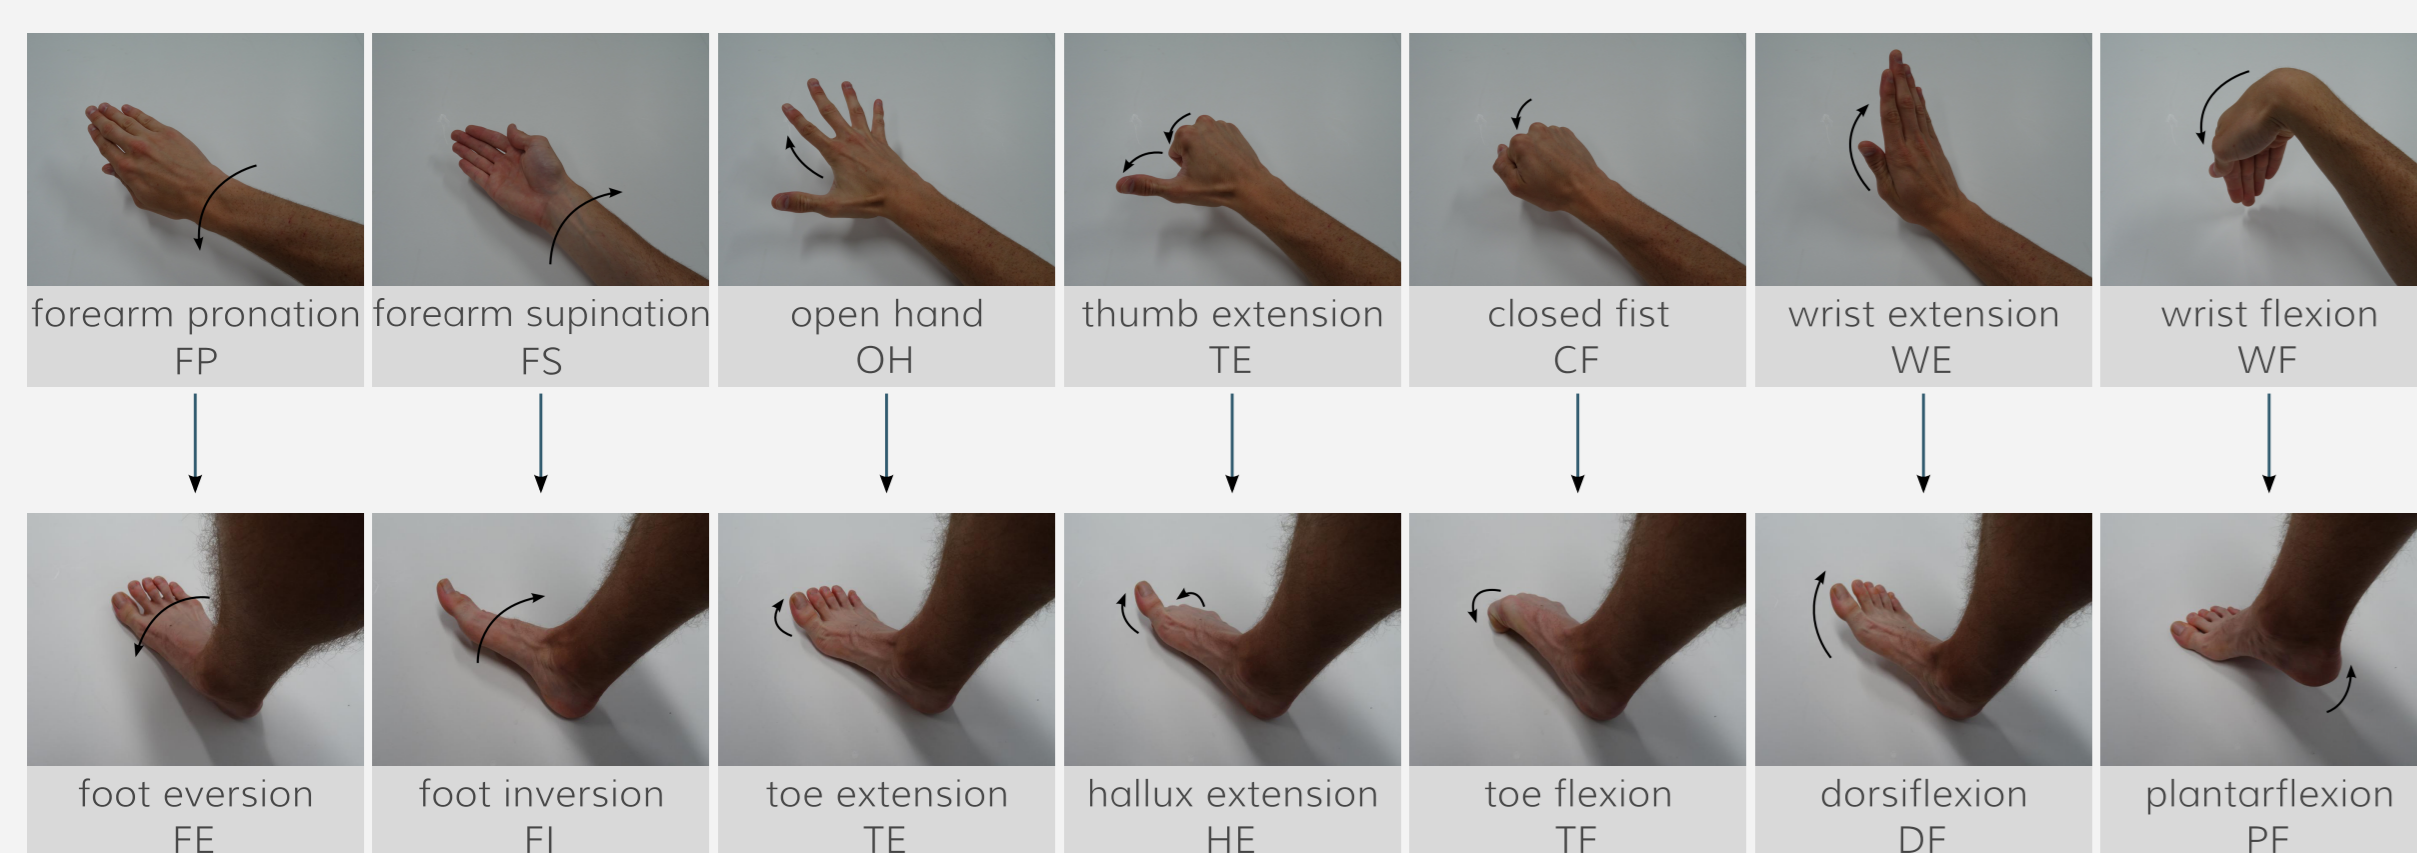 forearm pronation
FP
forearm supination
FS
open hand
OH
thumb extension
TE
closed fist
CF
wrist extension
WE
wrist flexion
WF
foot eversion
FE
foot inversion
FI
toe extension
TE
hallux extension
HE
toe flexion
TF
dorsiflexion
DF
plantarflexion
PF